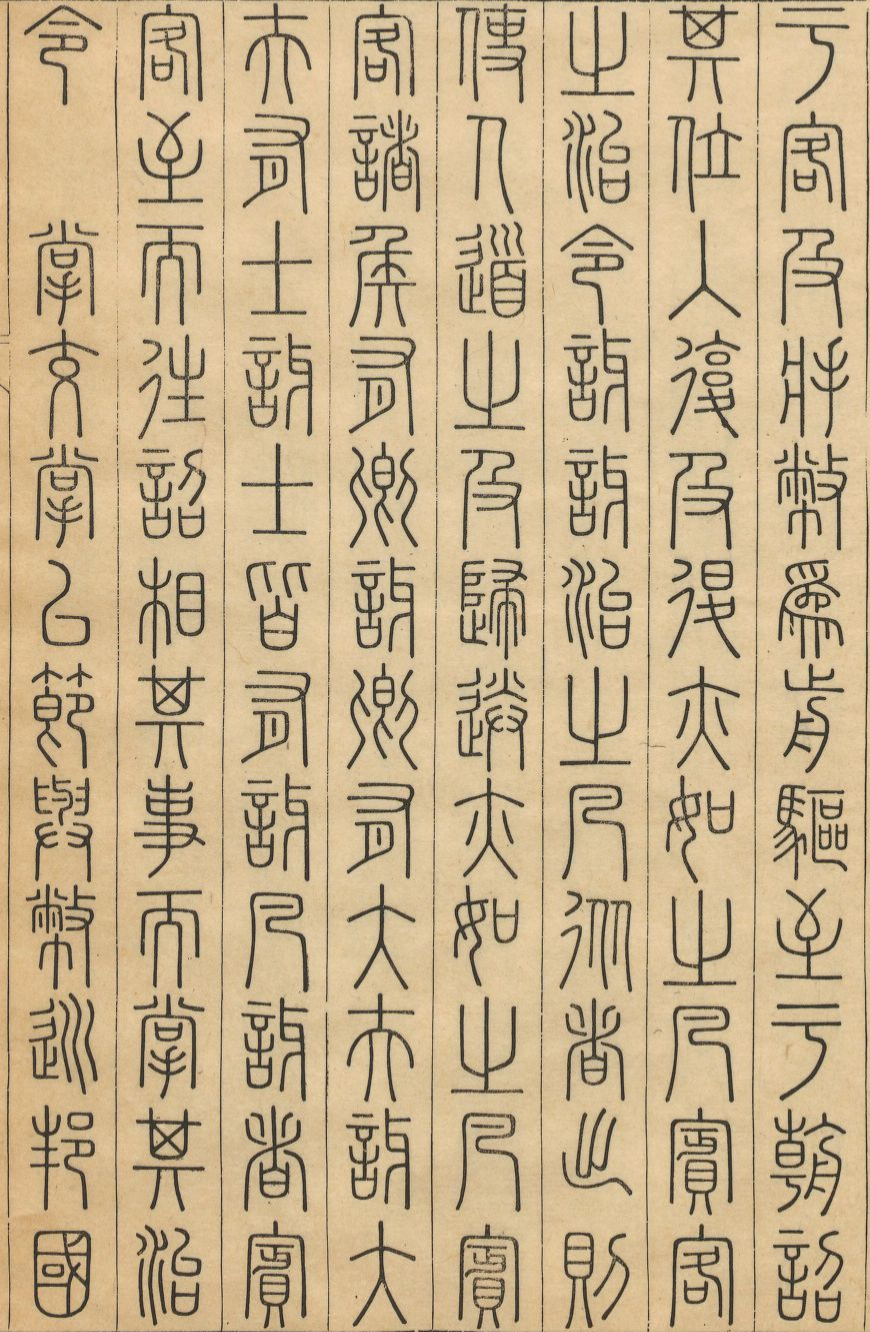 于客及將幣為前驅至于朝詔
其位入復及退亦如之凡賓客
之治令訝訝治之凡從者出則
使人道之及歸送亦如之凡賓
客諸侯有卿訝卿有大夫訝大
夫有士訝士皆有訝凡訝者賓
客至而往詔相其事而掌其治
令　掌交掌以節與幣巡邦國